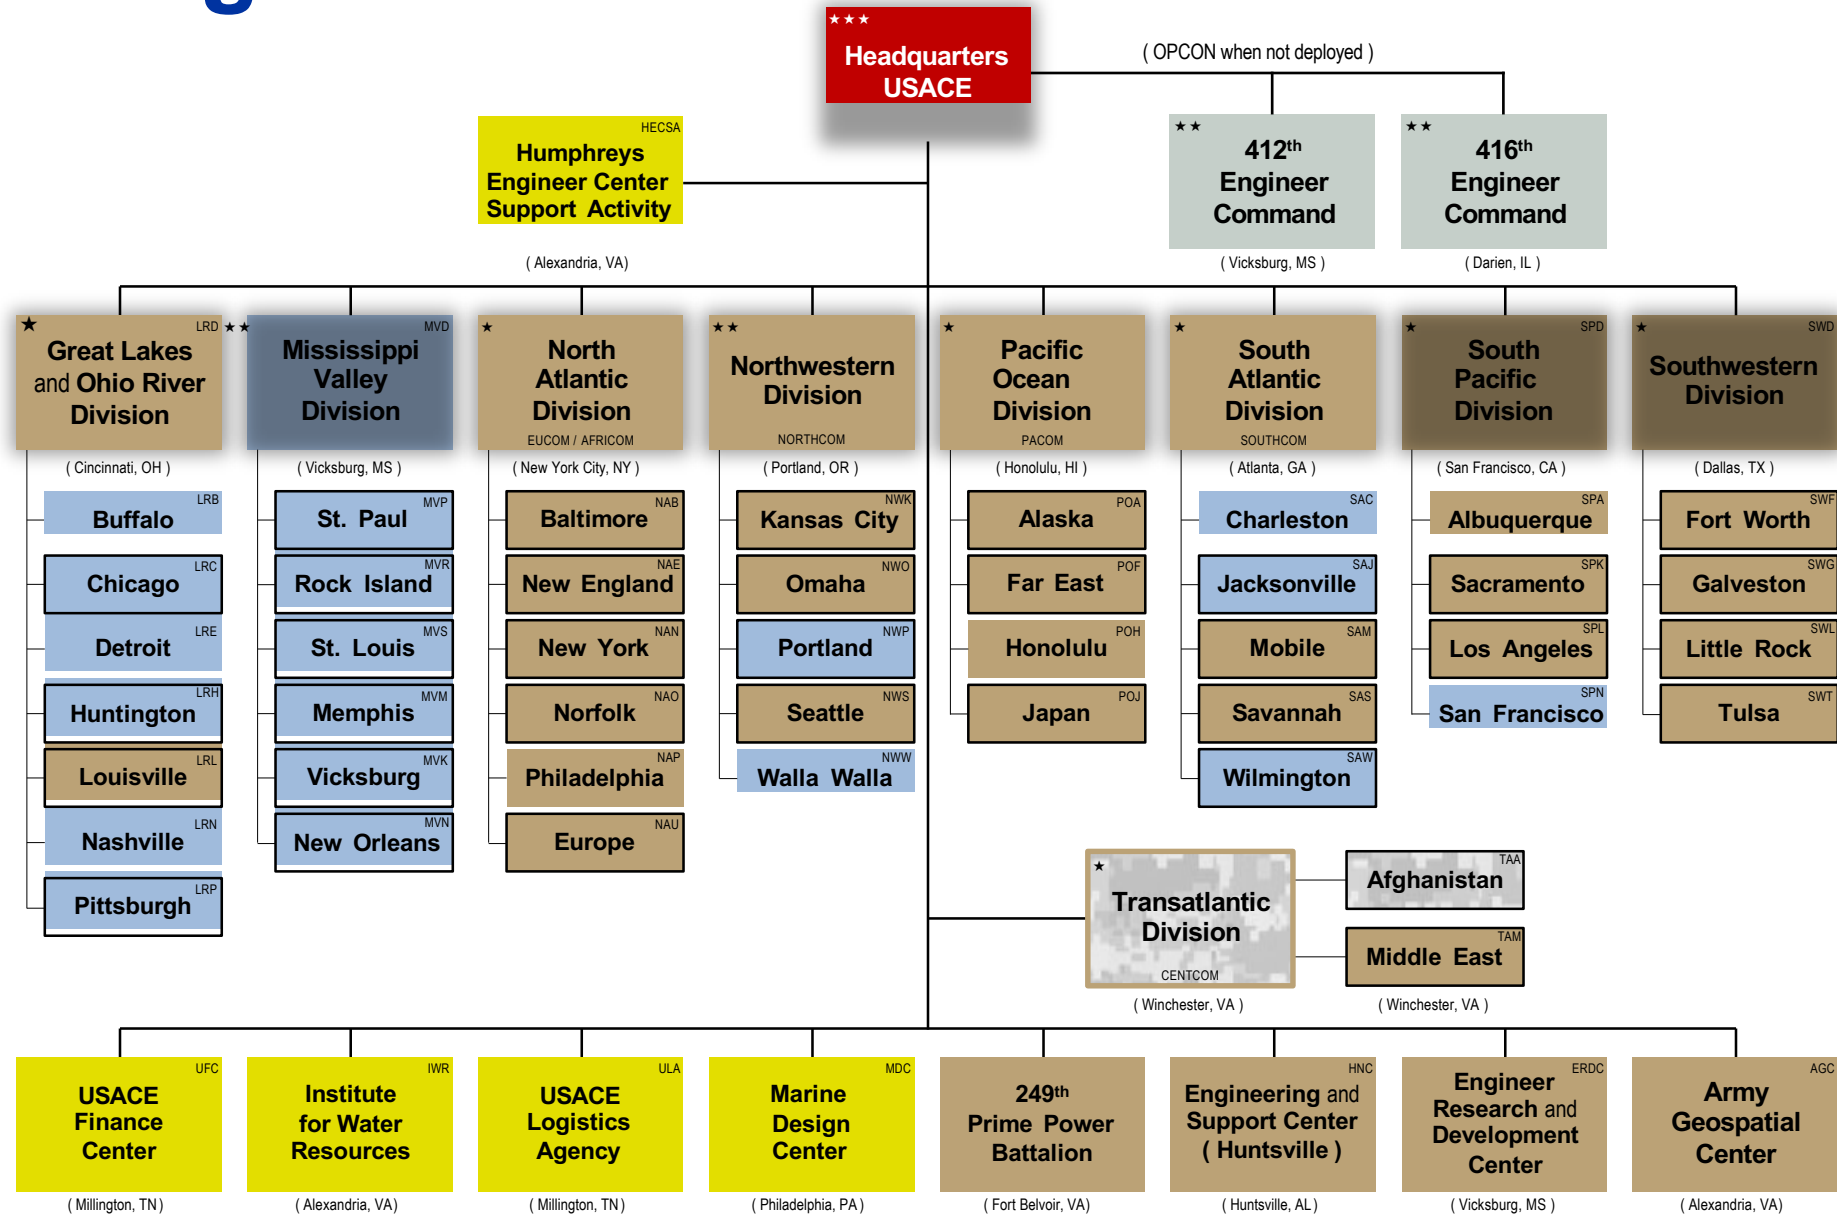 g
★★★
Headquarters
USACE
( OPCON when not deployed )
HECSA
Humphreys
Engineer Center
Support Activity
( Alexandria, VA)
★★
412th
Engineer
Command
( Vicksburg, MS )
★★
416th
Engineer
Command
( Darien, IL )
★ LRD
Great Lakes
and Ohio River
Division
( Cincinnati, OH )
★★ MVD
Mississippi
Valley
Division
( Vicksburg, MS )
★
North
Atlantic
Division
EUCOM / AFRICOM
( New York City, NY )
★★
Northwestern
Division
NORTHCOM
( Portland, OR )
★
Pacific
Ocean
Division
PACOM
( Honolulu, HI )
★
South
Atlantic
Division
SOUTHCOM
( Atlanta, GA )
★ SPD
South
Pacific
Division
( San Francisco, CA )
★ SWD
Southwestern
Division
( Dallas, TX )
LRB
Buffalo
LRC
Chicago
LRE
Detroit
LRH
Huntington
LRL
Louisville
LRN
Nashville
LRP
Pittsburgh
MVP
St. Paul
MVR
Rock Island
MVS
St. Louis
MVM
Memphis
MVK
Vicksburg
MVN
New Orleans
NAB
Baltimore
NAE
New England
NAN
New York
NAO
Norfolk
NAP
Philadelphia
NAU
Europe
NWK
Kansas City
NWO
Omaha
NWP
Portland
NWS
Seattle
NWW
Walla Walla
POA
Alaska
POF
Far East
POH
Honolulu
POJ
Japan
SAC
Charleston
SAJ
Jacksonville
SAM
Mobile
SAS
Savannah
SAW
Wilmington
SPA
Albuquerque
SPK
Sacramento
SPL
Los Angeles
SPN
San Francisco
SWF
Fort Worth
SWG
Galveston
SWL
Little Rock
SWT
Tulsa
★
Transatlantic
Division
CENTCOM
( Winchester, VA )
TAA
Afghanistan
TAM
Middle East
( Winchester, VA )
UFC
USACE
Finance
Center
( Millington, TN)
IWR
Institute
for Water
Resources
( Alexandria, VA)
ULA
USACE
Logistics
Agency
( Millington, TN)
MDC
Marine
Design
Center
( Philadelphia, PA )
249th
Prime Power
Battalion
( Fort Belvoir, VA)
HNC
Engineering and
Support Center
( Huntsville )
( Huntsville, AL )
ERDC
Engineer
Research and
Development
Center
( Vicksburg, MS )
AGC
Army
Geospatial
Center
( Alexandria, VA)